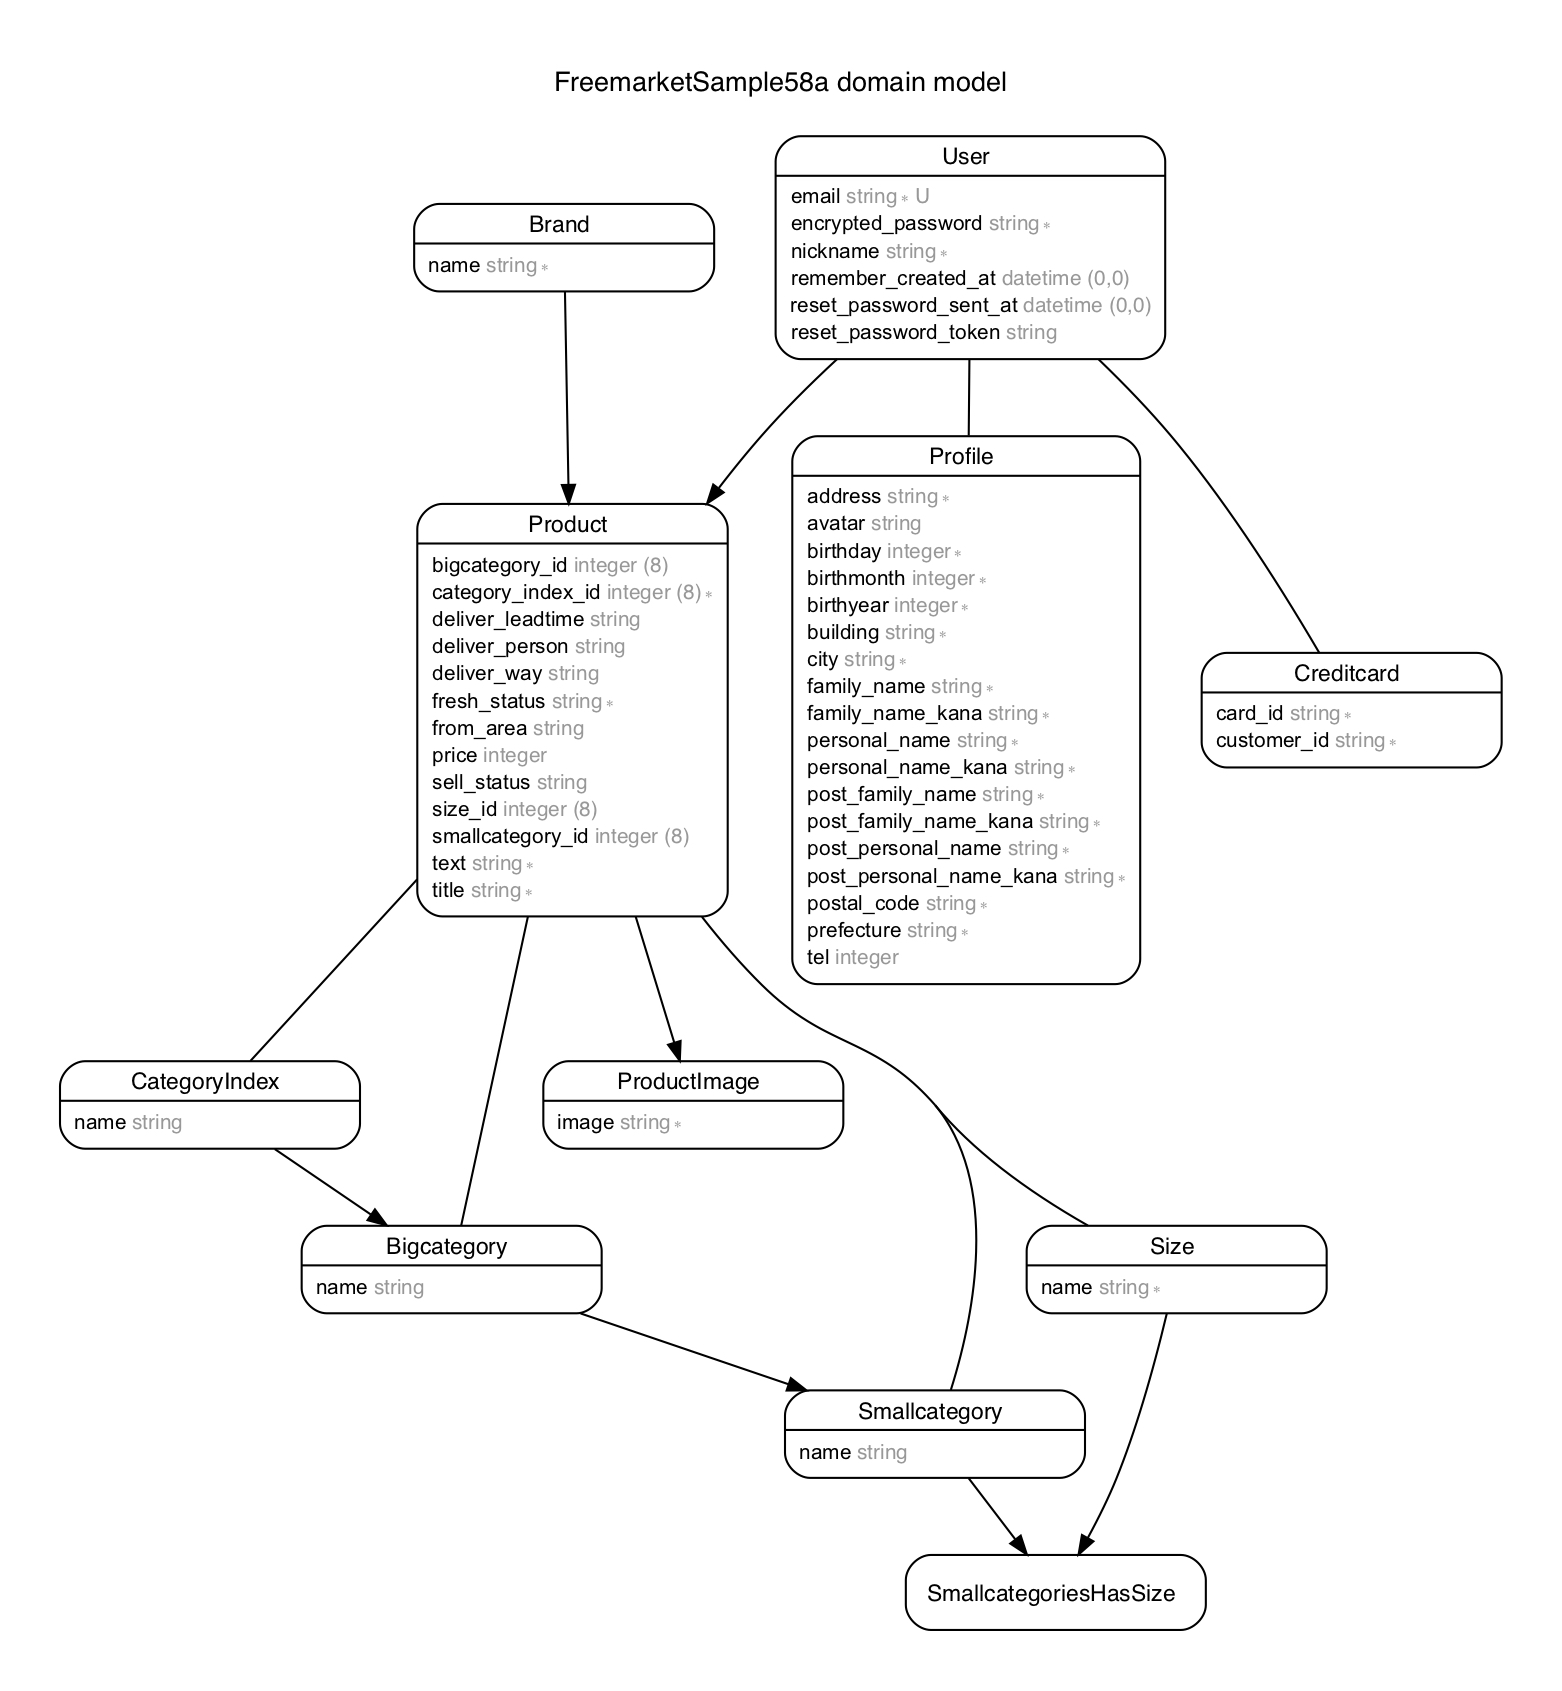 FreemarketSample58a domain model
User
email string * U
encrypted_password string *
nickname string *
remember_created_at datetime (0,0)
reset_password_sent_at datetime (0,0)
reset_password_token string
Brand
name string *
Profile
address string *
avatar string
birthday integer *
birthmonth integer *
birthyear integer *
building string *
city string *
family_name string *
family_name_kana string *
personal_name string *
personal_name_kana string *
post_family_name string *
post_family_name_kana string *
post_personal_name string *
post_personal_name_kana string *
postal_code string *
prefecture string *
tel integer
Product
bigcategory_id integer (8)
category_index_id integer (8) *
deliver_leadtime string
deliver_person string
deliver_way string
fresh_status string *
from_area string
price integer
sell_status string
size_id integer (8)
smallcategory_id integer (8)
text string *
title string *
Creditcard
card_id string *
customer_id string *
CategoryIndex
name string
ProductImage
image string *
Bigcategory
name string
Size
name string *
Smallcategory
name string
SmallcategoriesHasSize